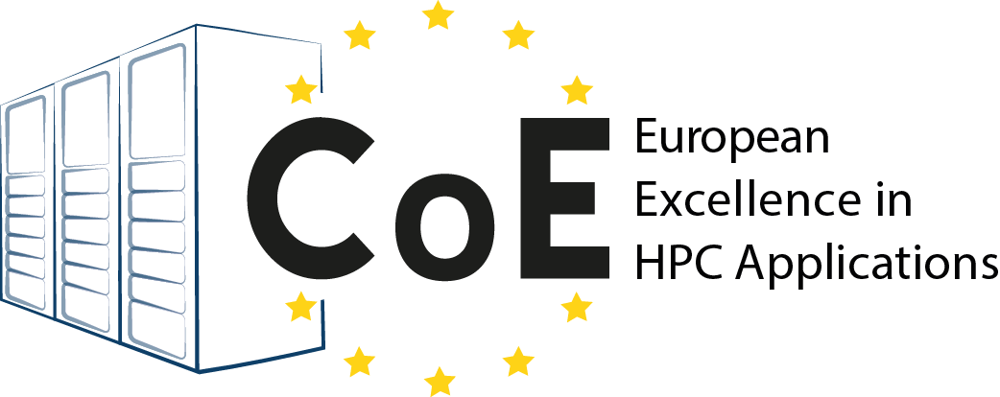 CoE
European
Excellence in
HPC Applications